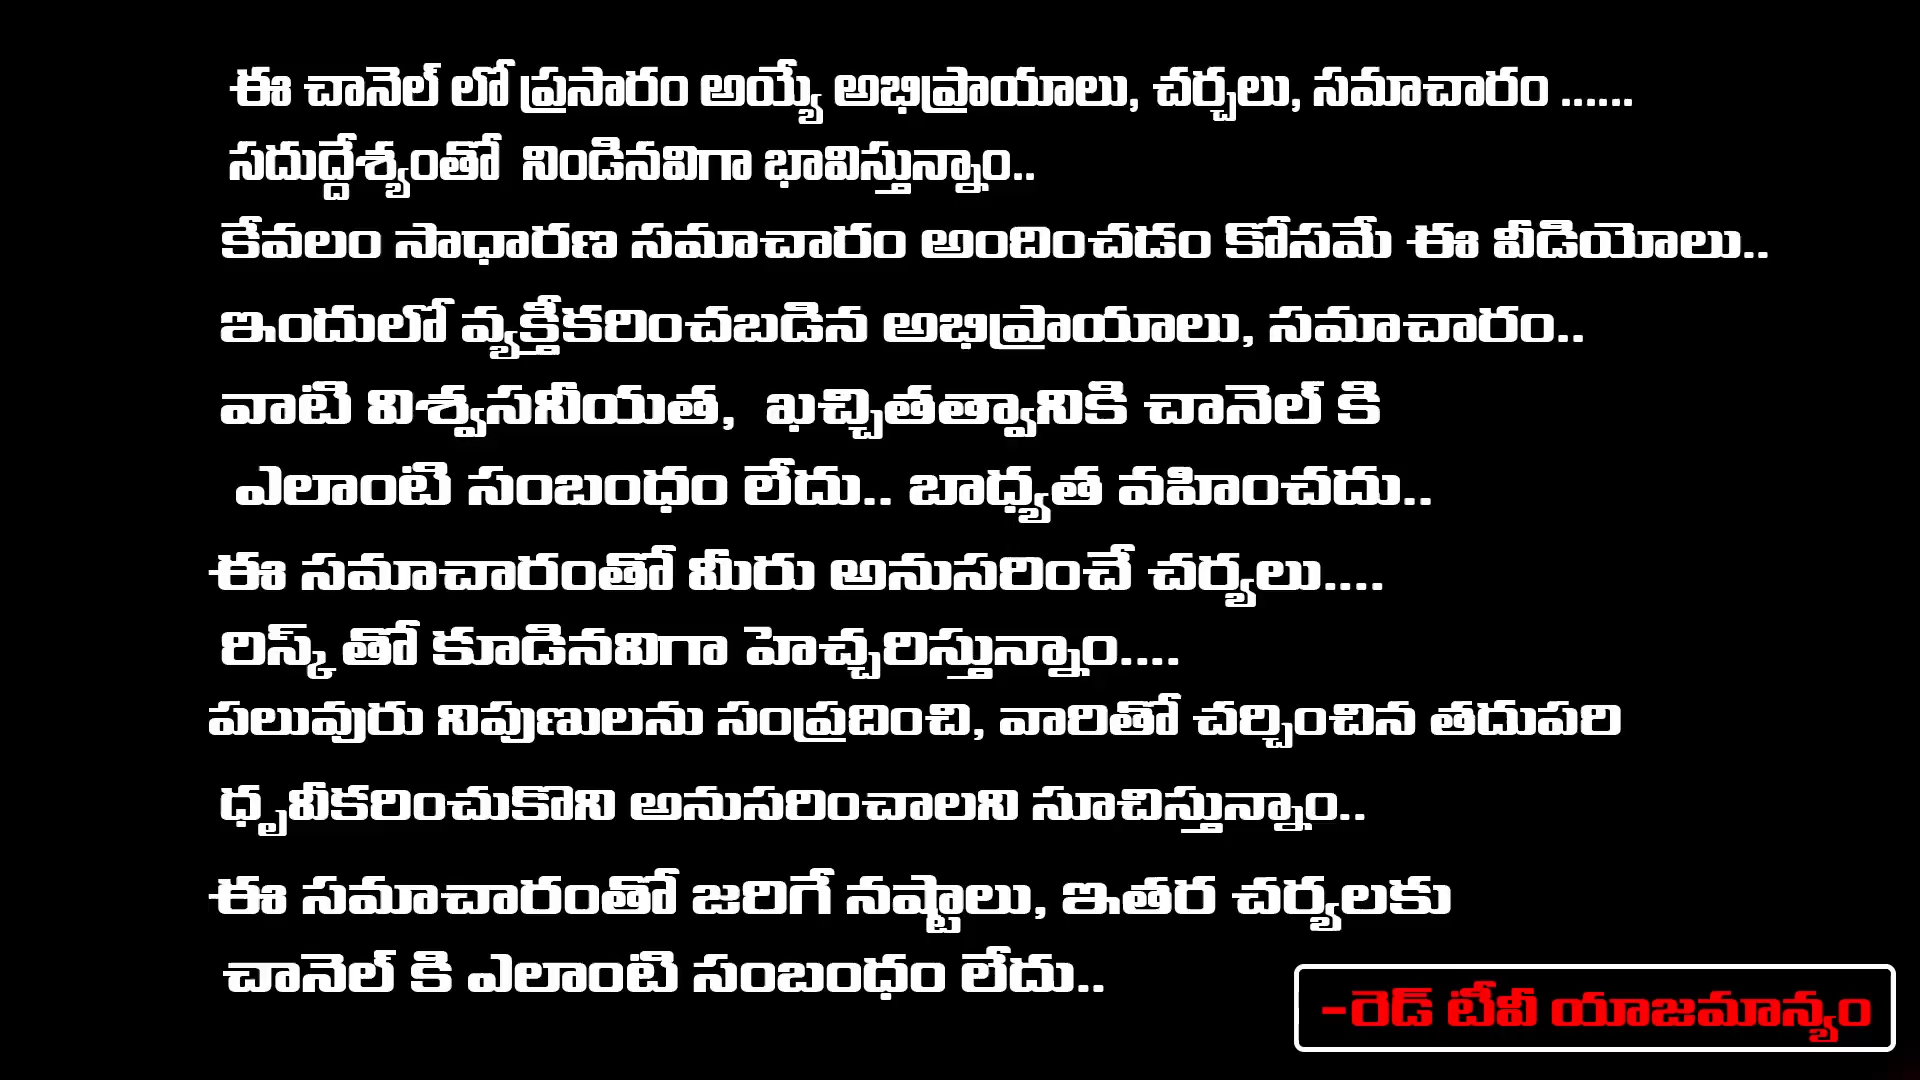 ఈ చానెల్ లో ప్రసారం అయ్యే అభిప్రాయాలు, చర్చలు, సమాచారం ......
సదుద్దేశ్యంతో నిండినవిగా భావిస్తున్నాం..
కేవలం సాధారణ సమాచారం అందించడం కోసమే ఈ వీడియోలు..
ఇందులో వ్యక్తీకరించబడిన అభిప్రాయాలు, సమాచారం..
వాటి విశ్వసనీయత, ఖచ్చితత్వానికి చానెల్ కి
ఎలాంటి సంబంధం లేదు.. బాధ్యత వహించదు..
ఈ సమాచారంతో మీరు అనుసరించే చర్యలు....
రిస్క్ తో కూడినవిగా హెచ్చరిస్తున్నాం....
పలువురు నిపుణులను సంప్రదించి, వారితో చర్చించిన తదుపరి
ధృవీకరించుకొని అనుసరించాలని సూచిస్తున్నాం..
ఈ సమాచారంతో జరిగే నష్టాలు, ఇతర చర్యలకు
చానెల్ కి ఎలాంటి సంబంధం లేదు..
-రెడ్ టీవీ యాజమాన్యం